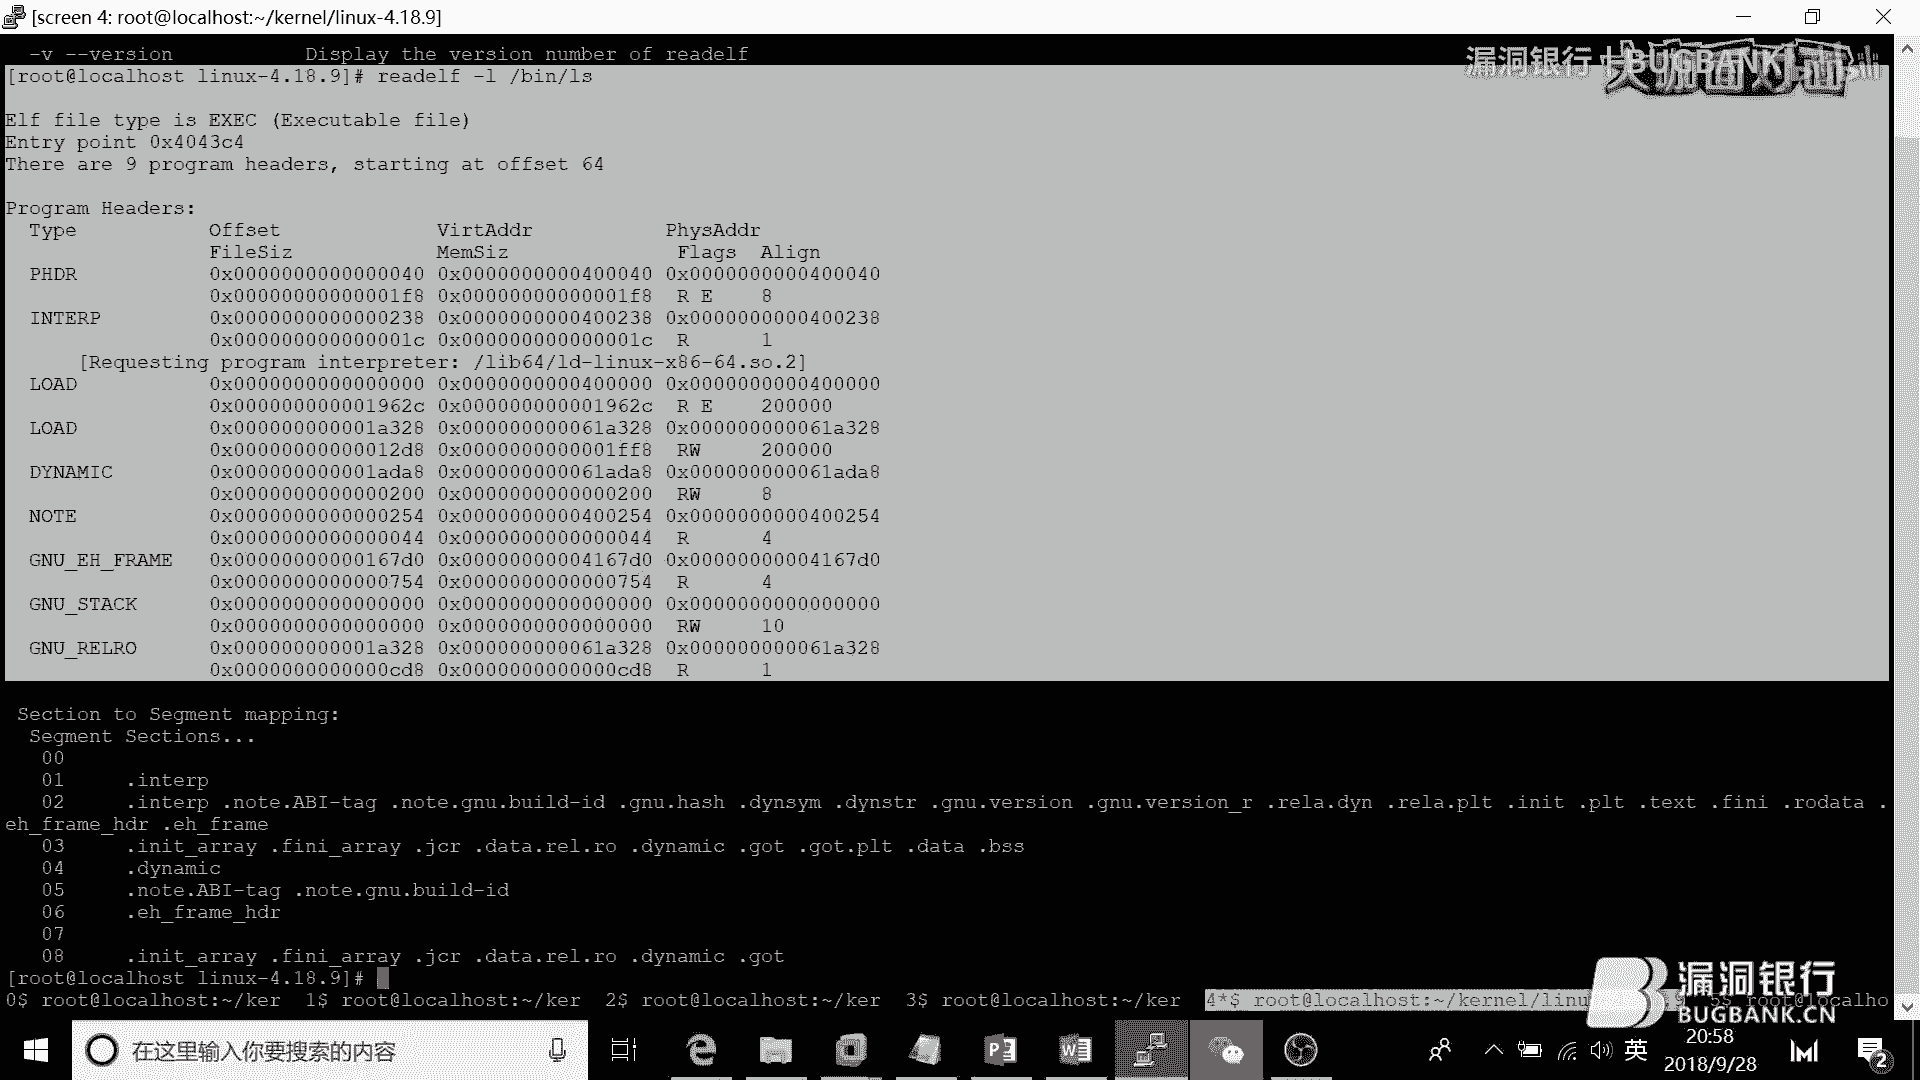 [screen 4: root@localhost:~/kernel/linux-4.18.9]
-v --version           Display the version number of readelf
漏洞银行 | BUGBANK
大咖面对面
bilibili
[root@localhost linux-4.18.9]# readelf -l /bin/ls
Elf file type is EXEC (Executable file)
Entry point 0x4043c4
There are 9 program headers, starting at offset 64
Program Headers:
  Type           Offset             VirtAddr           PhysAddr
                 FileSiz            MemSiz              Flags  Align
  PHDR           0x0000000000000040 0x0000000000400040 0x0000000000400040
                 0x00000000000001f8 0x00000000000001f8  R E    8
  INTERP         0x0000000000000238 0x0000000000400238 0x0000000000400238
                 0x000000000000001c 0x000000000000001c  R      1
      [Requesting program interpreter: /lib64/ld-linux-x86-64.so.2]
  LOAD           0x0000000000000000 0x0000000000400000 0x0000000000400000
                 0x000000000001962c 0x000000000001962c  R E    200000
  LOAD           0x000000000001a328 0x000000000061a328 0x000000000061a328
                 0x00000000000012d8 0x0000000000001ff8  RW     200000
  DYNAMIC        0x000000000001ada8 0x000000000061ada8 0x000000000061ada8
                 0x0000000000000200 0x0000000000000200  RW     8
  NOTE           0x0000000000000254 0x0000000000400254 0x0000000000400254
                 0x0000000000000044 0x0000000000000044  R      4
  GNU_EH_FRAME   0x00000000000167d0 0x00000000004167d0 0x00000000004167d0
                 0x0000000000000754 0x0000000000000754  R      4
  GNU_STACK      0x0000000000000000 0x0000000000000000 0x0000000000000000
                 0x0000000000000000 0x0000000000000000  RW     10
  GNU_RELRO      0x000000000001a328 0x000000000061a328 0x000000000061a328
                 0x0000000000000cd8 0x0000000000000cd8  R      1
 Section to Segment mapping:
  Segment Sections...
   00
   01     .interp
   02     .interp .note.ABI-tag .note.gnu.build-id .gnu.hash .dynsym .dynstr .gnu.version .gnu.version_r .rela.dyn .rela.plt .init .plt .text .fini .rodata .
eh_frame_hdr .eh_frame
   03     .init_array .fini_array .jcr .data.rel.ro .dynamic .got .got.plt .data .bss
   04     .dynamic
   05     .note.ABI-tag .note.gnu.build-id
   06     .eh_frame_hdr
   07
   08     .init_array .fini_array .jcr .data.rel.ro .dynamic .got
[root@localhost linux-4.18.9]#
0$ root@localhost:~/ker  1$ root@localhost:~/ker  2$ root@localhost:~/ker  3$ root@localhost:~/ker  4*$ root@localhost:~/kernel/linu 5$ root@localho
漏洞银行
BUGBANK.CN
在这里输入你要搜索的内容
英
20:58
2018/9/28
2